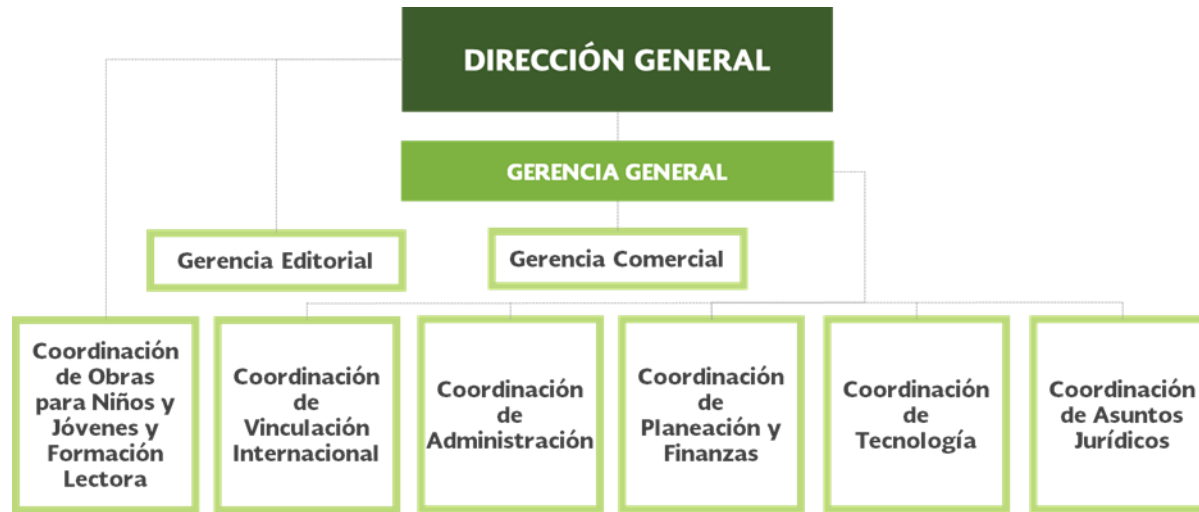 DIRECCIÓN GENERAL
GERENCIA GENERAL
Gerencia Editorial
Gerencia Comercial
Coordinación
de Obras
para Niños y
Jóvenes y
Formación
Lectora
Coordinación
de
Vinculación
Internacional
Coordinación
de
Administración
Coordinación
de
Planeación y
Finanzas
Coordinación
de
Tecnología
Coordinación
de Asuntos
Jurídicos